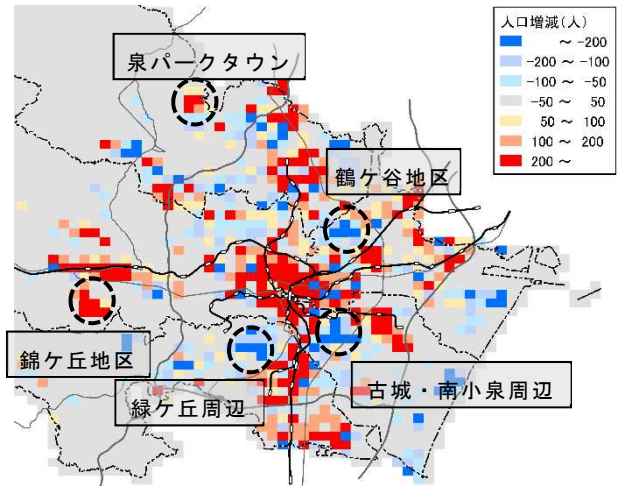 泉パークタウン
人口増減(人)
～ -200
-200 ～ -100
-100 ～ -50
-50 ～ 50
50 ～ 100
100 ～ 200
200 ～
鶴ケ谷地区
錦ケ丘地区
緑ケ丘周辺
古城・南小泉周辺